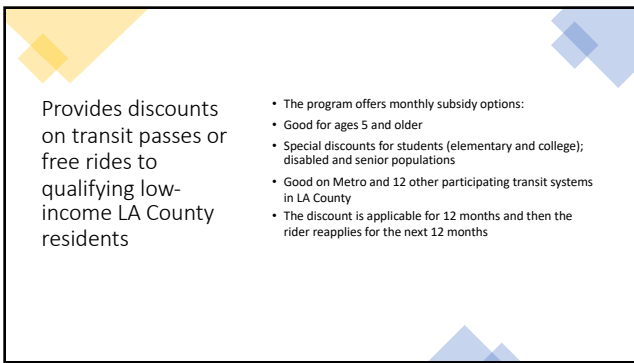 Provides discounts
on transit passes or
free rides to
qualifying low-
income LA County
residents
• The program offers monthly subsidy options:
• Good for ages 5 and older
• Special discounts for students (elementary and college);
disabled and senior populations
• Good on Metro and 12 other participating transit systems
in LA County
• The discount is applicable for 12 months and then the
rider reapplies for the next 12 months